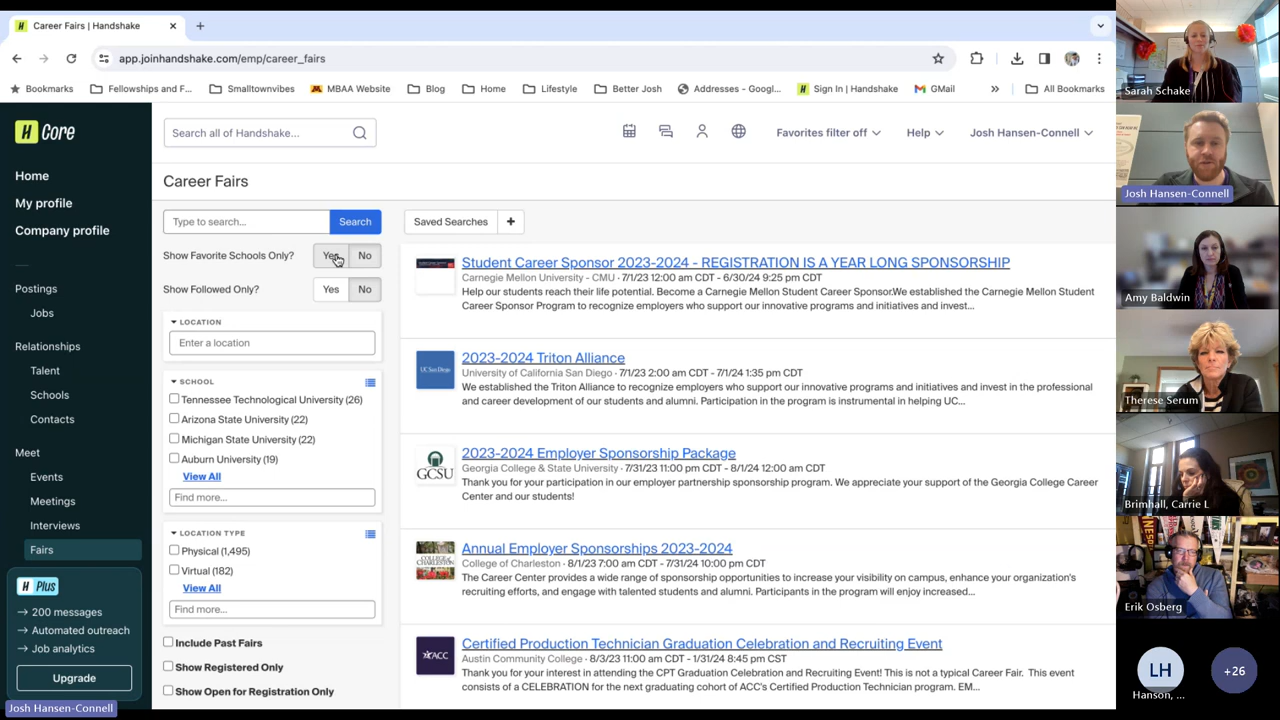 Career Fairs | Handshake
app.joinhandshake.com/emp/career_fairs
Bookmarks
Fellowships and F...
Smalltownvibes
MBAA Website
Blog
Home
Lifestyle
Better Josh
Addresses - Googl...
Sign In | Handshake
GMail
All Bookmarks
H Core
Search all of Handshake...
Favorites filter off
Help
Josh Hansen-Connell
Home
My profile
Company profile
Postings
Jobs
Relationships
Talent
Schools
Contacts
Meet
Events
Meetings
Interviews
Fairs
H Plus
→ 200 messages
→ Automated outreach
→ Job analytics
Upgrade
Josh Hansen-Connell
Career Fairs
Type to search...
Search
Show Favorite Schools Only?
Yes
No
Show Followed Only?
Yes
No
LOCATION
Enter a location
SCHOOL
Tennessee Technological University (26)
Arizona State University (22)
Michigan State University (22)
Auburn University (19)
View All
Find more...
LOCATION TYPE
Physical (1,495)
Virtual (182)
View All
Find more...
Include Past Fairs
Show Registered Only
Show Open for Registration Only
Saved Searches
+
Student Career Sponsor 2023-2024 - REGISTRATION IS A YEAR LONG SPONSORSHIP
Carnegie Mellon University - CMU - 7/1/23 12:00 am CDT - 6/30/24 9:25 pm CDT
Help our students reach their life potential. Become a Carnegie Mellon Student Career Sponsor.We established the Carnegie Mellon Student
Career Sponsor Program to recognize employers who support our innovative programs and initiatives and invest...
UC San Diego
2023-2024 Triton Alliance
University of California San Diego - 7/1/23 2:00 am CDT - 7/1/24 1:35 pm CDT
We established the Triton Alliance to recognize employers who support our innovative programs and initiatives and invest in the professional
and career development of our students and alumni. Participation in the program is instrumental in helping UC...
GCSU
2023-2024 Employer Sponsorship Package
Georgia College & State University - 7/31/23 11:00 pm CDT - 8/1/24 12:00 am CDT
Thank you for your participation in our employer partnership sponsorship program. We appreciate your support of the Georgia College Career
Center and our students!
COLLEGE of
CHARLESTON
Annual Employer Sponsorships 2023-2024
College of Charleston - 8/1/23 7:00 am CDT - 7/31/24 10:00 pm CDT
The Career Center provides a wide range of sponsorship opportunities to increase your visibility on campus, enhance your organization's
recruiting efforts, and engage with talented students and alumni. Participants in the program will enjoy increased...
ACC
Certified Production Technician Graduation Celebration and Recruiting Event
Austin Community College - 8/3/23 11:00 am CDT - 1/31/24 8:45 pm CST
Thank you for your interest in attending the CPT Graduation Celebration and Recruiting Event! This is not a typical Career Fair. This event
consists of a CELEBRATION for the next graduating cohort of ACC's Certified Production Technician program. EM...
Sarah Schake
Josh Hansen-Connell
Amy Baldwin
Therese Serum
Brimhall, Carrie L
Erik Osberg
LH
Hanson, ...
+26